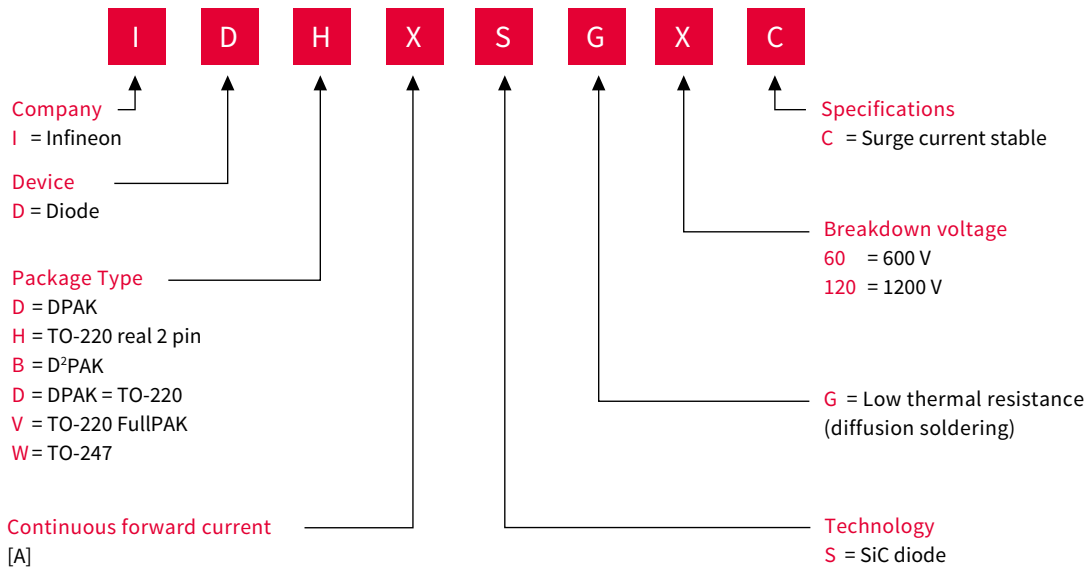 I D H X S G X C
Company
I = Infineon
Device
D = Diode
Package Type
D = DPAK
H = TO-220 real 2 pin
B = D²PAK
D = DPAK = TO-220
V = TO-220 FullPAK
W = TO-247
Continuous forward current
[A]
Specifications
C = Surge current stable
Breakdown voltage
60 = 600 V
120 = 1200 V
G = Low thermal resistance
(diffusion soldering)
Technology
S = SiC diode